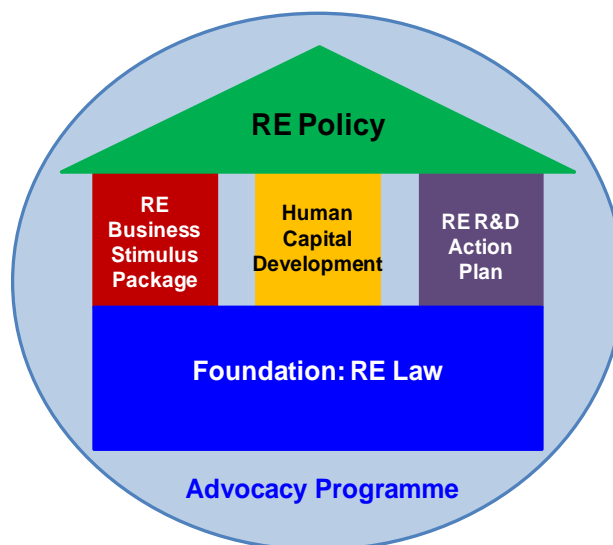 RE Policy
RE
Business
Stimulus
Package
Human
Capital
Development
RE R&D
Action
Plan
Foundation: RE Law
Advocacy Programme